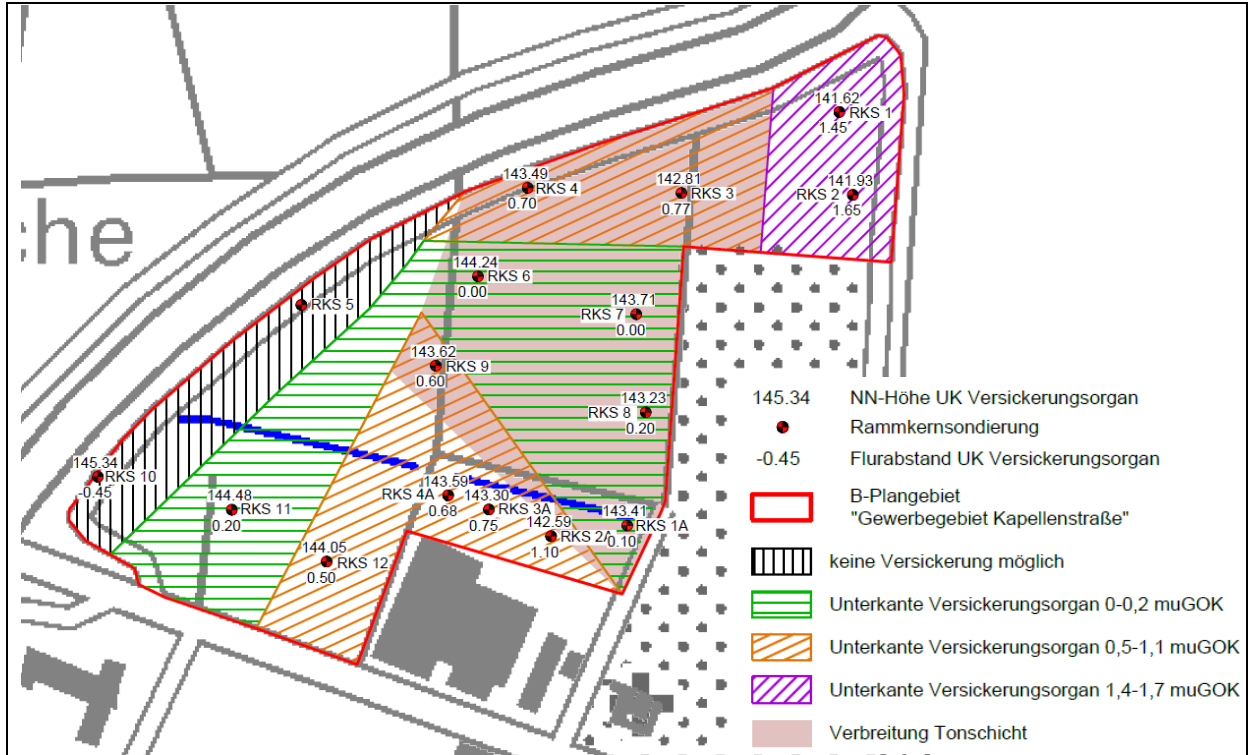 141.62
RKS 1
1.45
143.49
RKS 4
0.70
142.81
RKS 3
0.77
141.93
RKS 2
1.65
he
144.24
RKS 6
0.00
RKS 5
143.71
RKS 7
0.00
143.62
RKS 9
0.60
143.23
RKS 8
0.20
145.34
RKS 10
-0.45
144.48
RKS 11
0.20
143.59
RKS 4A
0.68
143.30
RKS 3A
0.75
143.41
RKS 1A
0.10
142.59
RKS 2A
1.10
144.05
RKS 12
0.50
145.34 NN-Höhe UK Versickerungsorgan
Rammkernsondierung
-0.45 Flurabstand UK Versickerungsorgan
B-Plangebiet
"Gewerbegebiet Kapellenstraße"
keine Versickerung möglich
Unterkante Versickerungsorgan 0-0,2 muGOK
Unterkante Versickerungsorgan 0,5-1,1 muGOK
Unterkante Versickerungsorgan 1,4-1,7 muGOK
Verbreitung Tonschicht